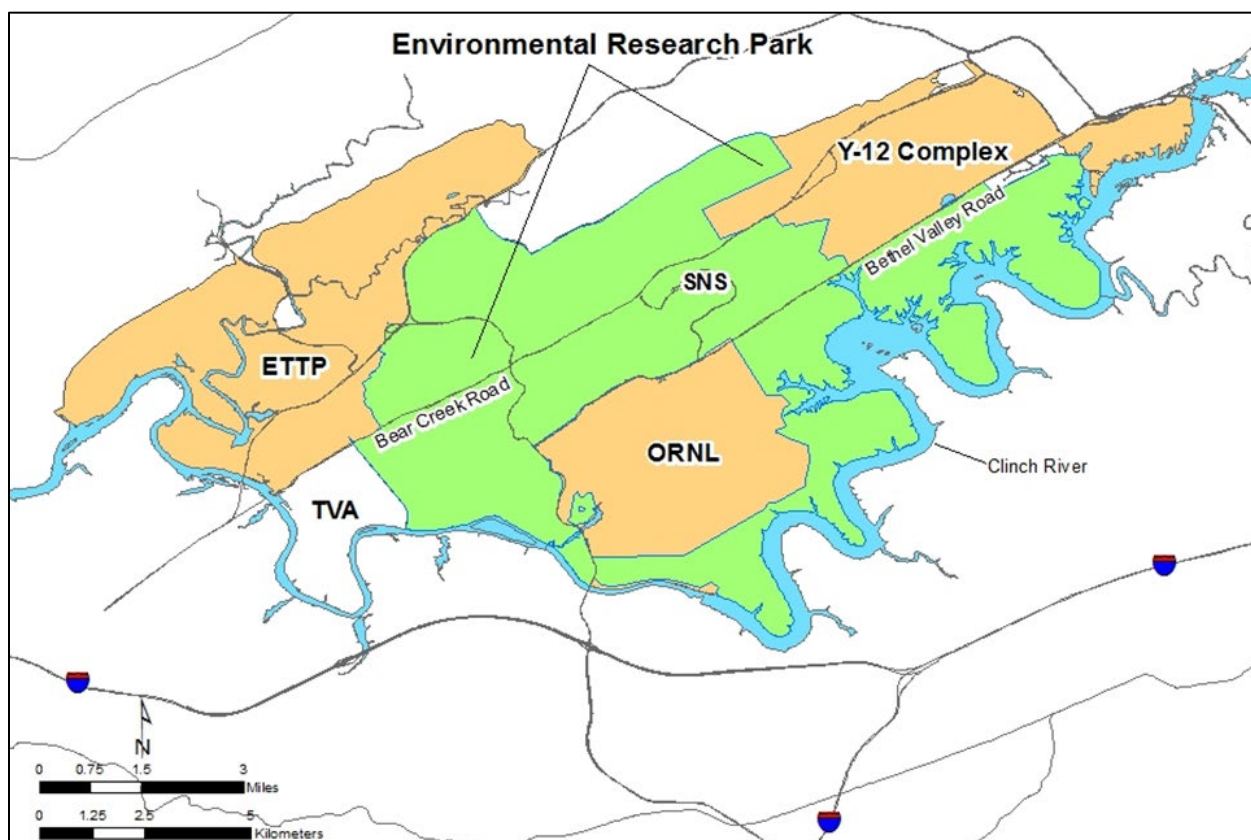 Environmental Research Park
Y-12 Complex
Bethel Valley Road
SNS
ETTP
Bear Creek Road
ORNL
Clinch River
TVA
N
0 0.75 1.5 3
Miles
0 1.25 2.5 5
Kilometers